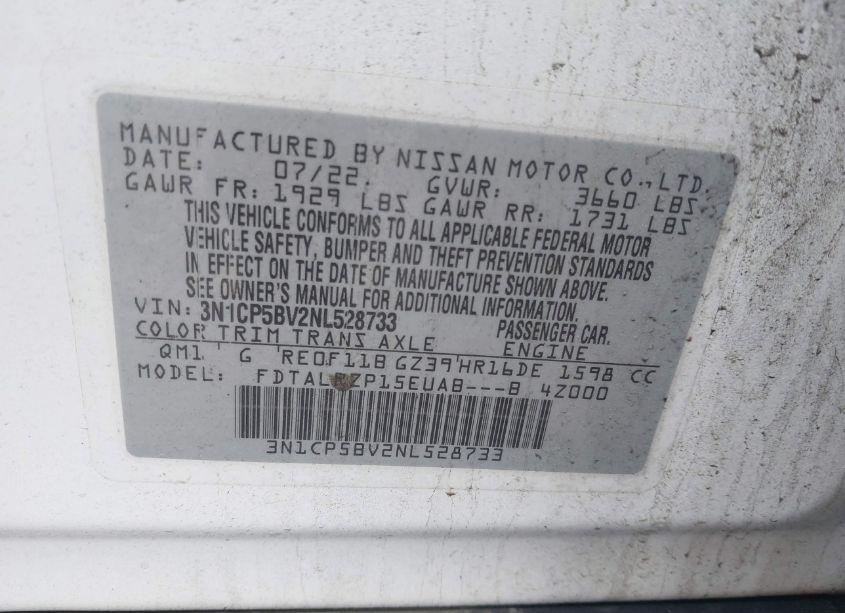 MANUFACTURED BY NISSAN MOTOR CO.,LTD.
DATE: 07/22. GVWR: 3660 LBS
GAWR FR: 1929 LBS GAWR RR: 1731 LBS
THIS VEHICLE CONFORMS TO ALL APPLICABLE FEDERAL MOTOR
VEHICLE SAFETY, BUMPER AND THEFT PREVENTION STANDARDS
IN EFFECT ON THE DATE OF MANUFACTURE SHOWN ABOVE.
SEE OWNER'S MANUAL FOR ADDITIONAL INFORMATION.
VIN: 3N1CP5BV2NL528733 PASSENGER CAR.
COLOR TRIM TRANS AXLE ENGINE
QM1 G RE0F11B GZ39 HR16DE 1598 CC
MODEL: 4Z000
3N1CP5BV2NL528733